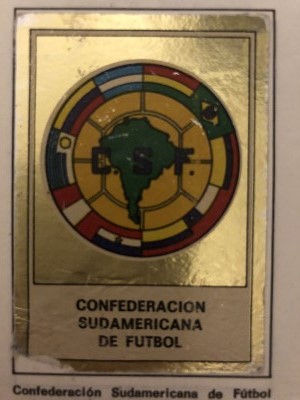 C.S.F.
CONFEDERACION
SUDAMERICANA
DE FUTBOL
Confederación Sudamericana de Fútbol